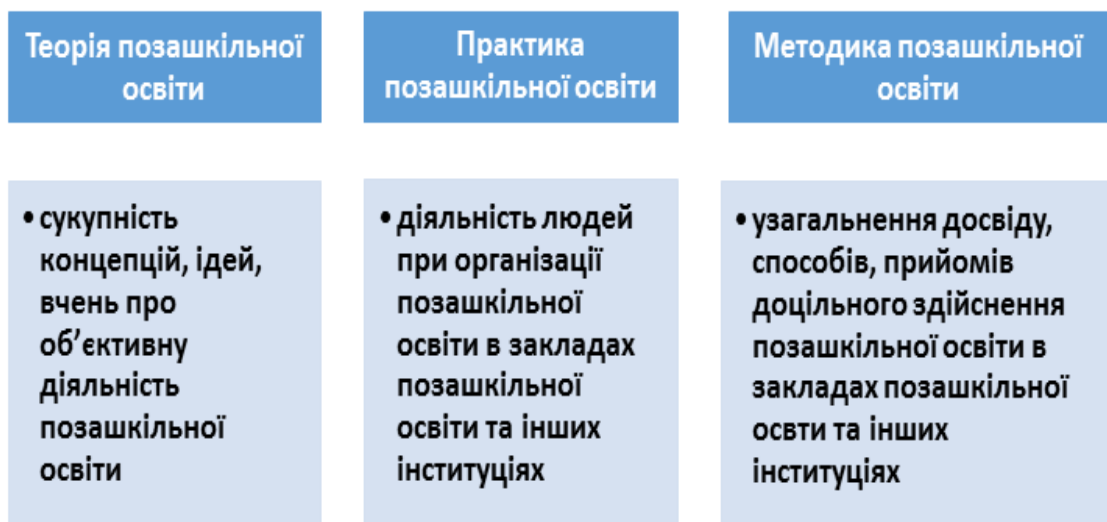 Теорія позашкільної
освіти
• сукупність
концепцій, ідей,
вчень про
об’єктивну
діяльність
позашкільної
освіти
Практика
позашкільної освіти
• діяльність людей
при організації
позашкільної
освіти в закладах
позашкільної
освіти та інших
інституціях
Методика позашкільної
освіти
• узагальнення досвіду,
способів, прийомів
доцільного здійснення
позашкільної освіти в
закладах позашкільної
освти та інших
інституціях